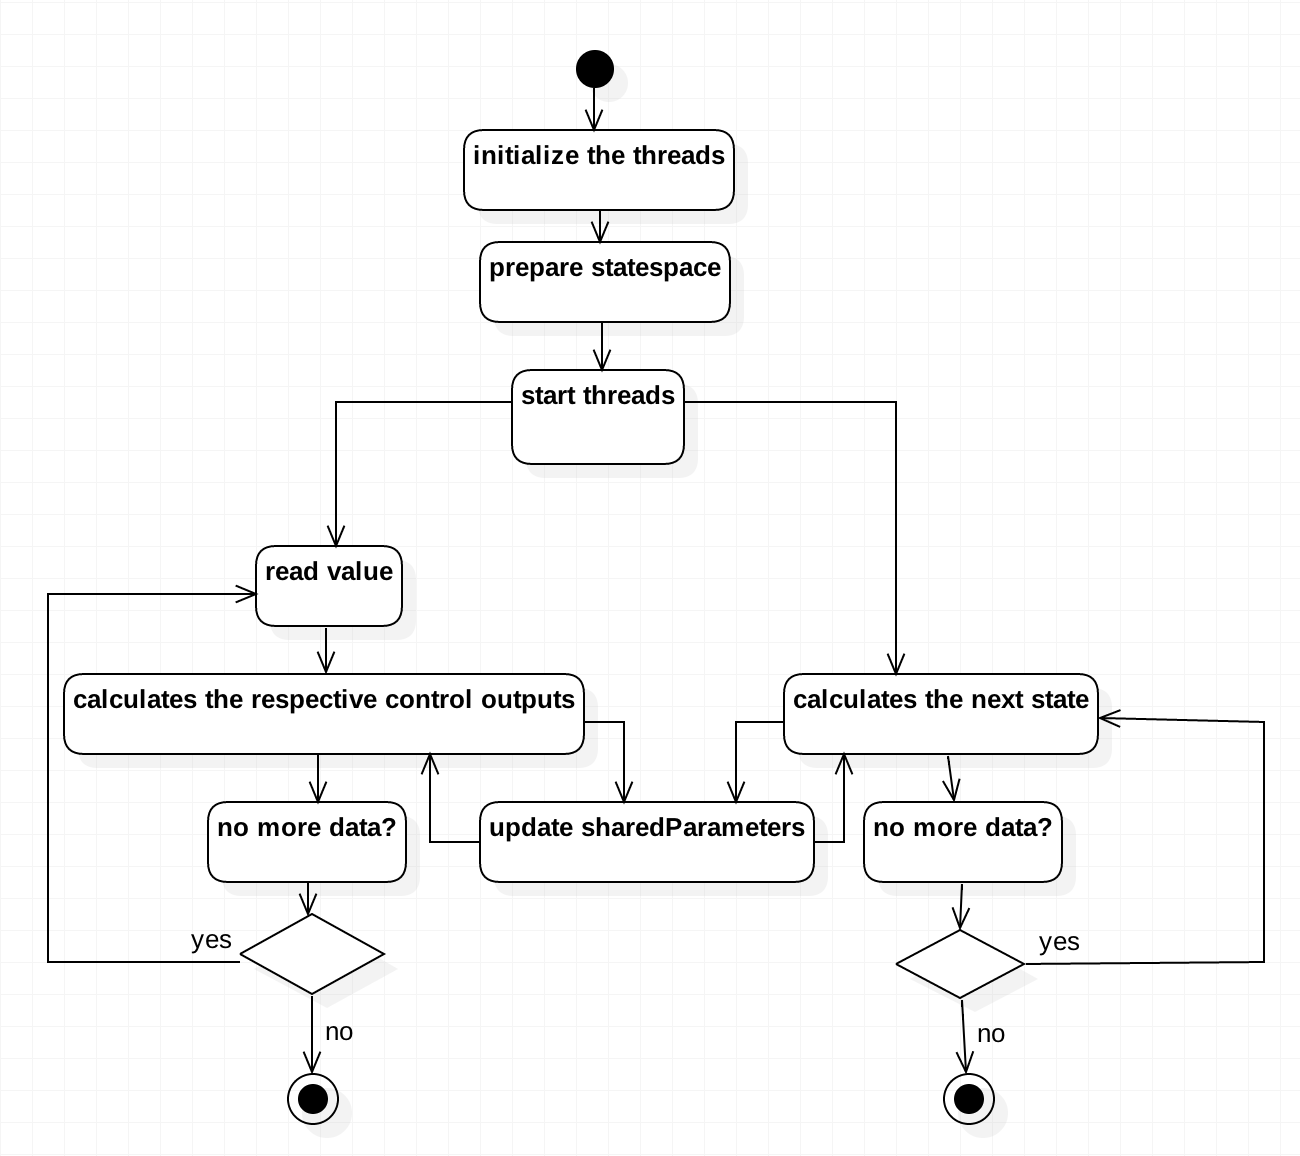 initialize the threads
prepare statespace
start threads
read value
calculates the respective control outputs
calculates the next state
no more data?
update sharedParameters
no more data?
yes
yes
no
no